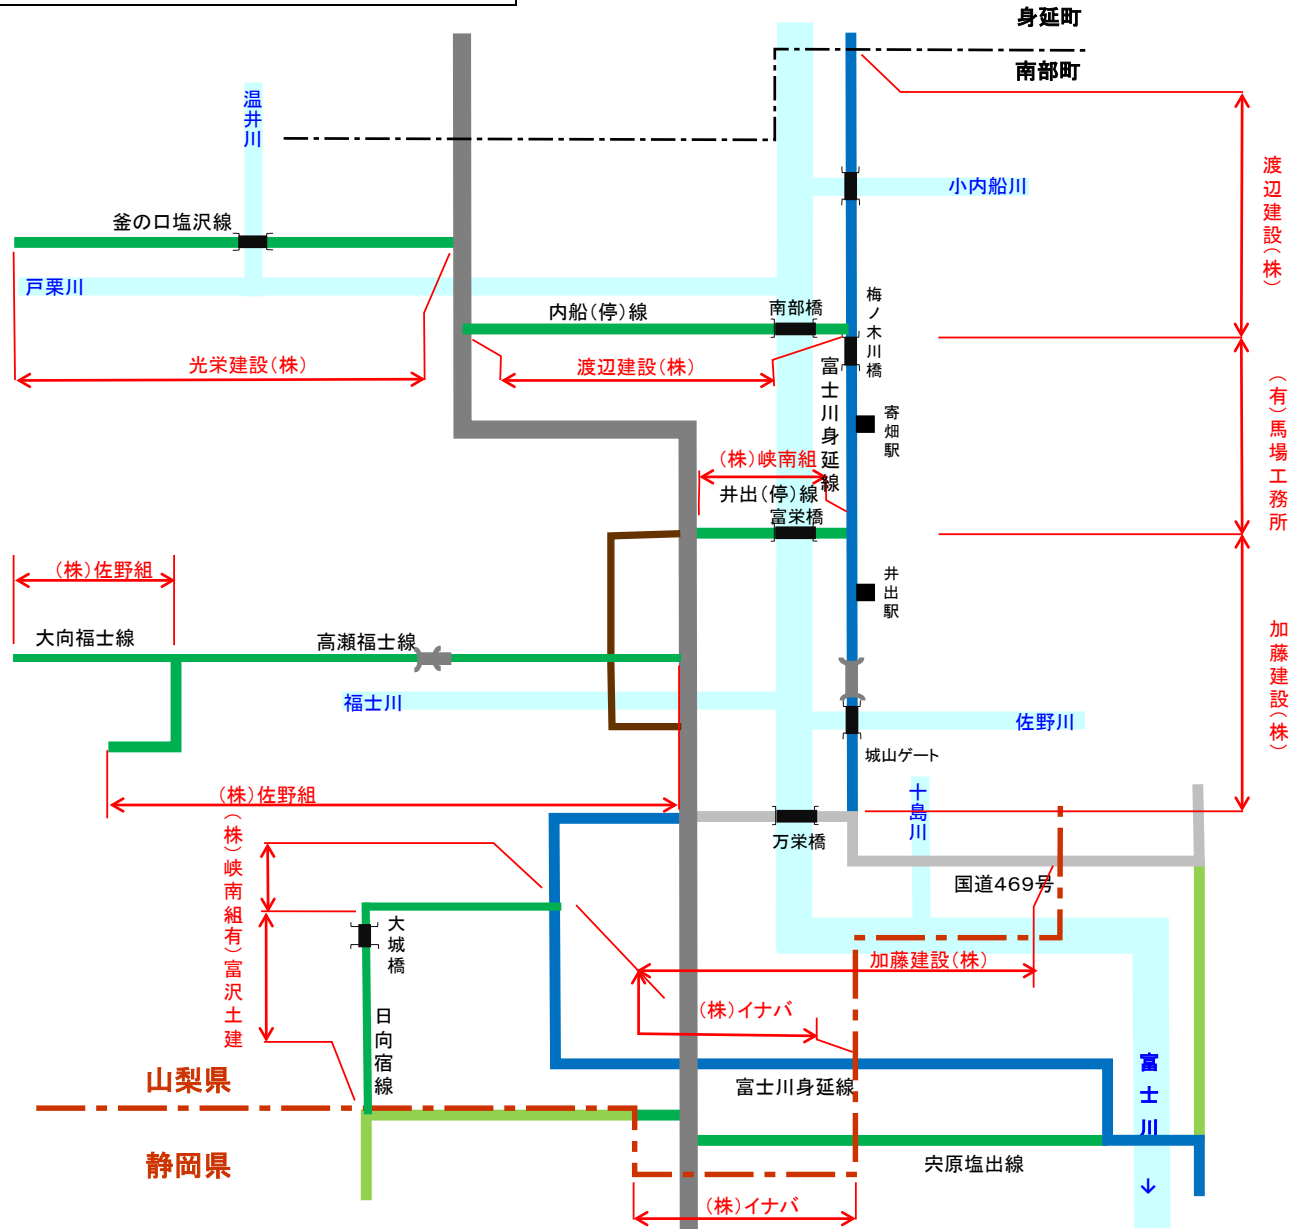 身延町
南部町
温井川
小内船川
渡辺建設(株)
釜の口塩沢線
戸栗川
内船(停)線
南部橋
梅ノ木川橋
光栄建設(株)
渡辺建設(株)
富士川身延線
(有)馬場工務所
寄畑駅
(株)峡南組
井出(停)線
富栄橋
(株)佐野組
井出駅
大向福士線
高瀬福士線
加藤建設(株)
福士川
佐野川
城山ゲート
(株)佐野組
十島川
(株)峡南組
万栄橋
国道469号
大城橋
有)富沢土建
加藤建設(株)
(株)イナバ
日向宿線
山梨県
富士川身延線
富士川
↓
静岡県
宍原塩出線
(株)イナバ